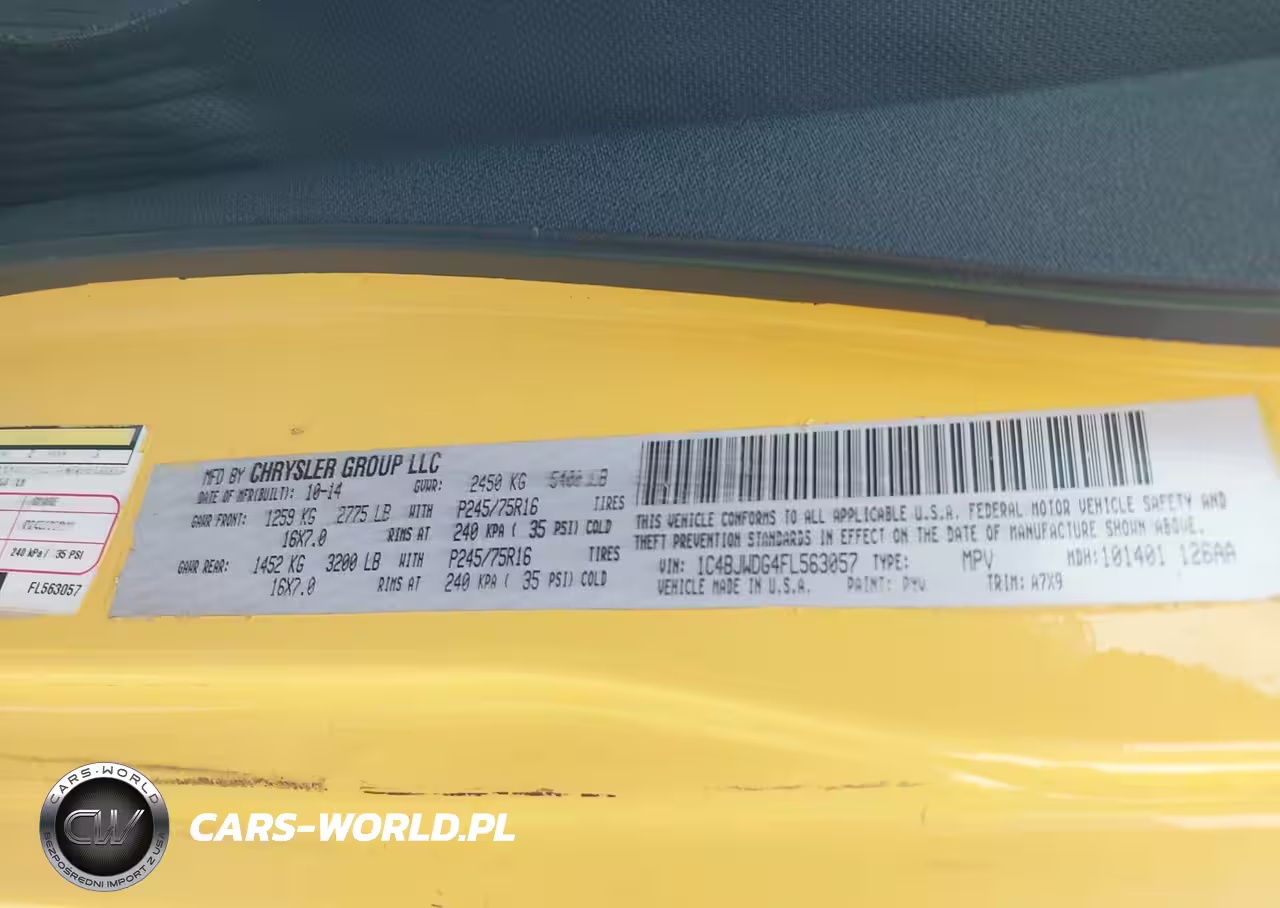 MFD BY CHRYSLER GROUP LLC
DATE OF MFR(BUILT): 10-14 GVWR: 2450 KG 5400 LB
GAWR FRONT: 1259 KG 2775 LB WITH P245/75R16 TIRES
16X7.0 RIMS AT 240 KPA ( 35 PSI) COLD
GAWR REAR: 1452 KG 3200 LB WITH P245/75R16 TIRES
16X7.0 RIMS AT 240 KPA ( 35 PSI) COLD
THIS VEHICLE CONFORMS TO ALL APPLICABLE U.S.A. FEDERAL MOTOR VEHICLE SAFETY AND
THEFT PREVENTION STANDARDS IN EFFECT ON THE DATE OF MANUFACTURE SHOWN ABOVE.
VIN: 1C4BJWDG4FL563057 TYPE: MPV MDH:101401 126AA
VEHICLE MADE IN U.S.A. PAINT: PYV TRIM: A7X9
240 kPa/ 35 PSI
FL563057
CARS-WORLD
CW
BEZPOŚREDNI IMPORT Z USA
CARS-WORLD.PL